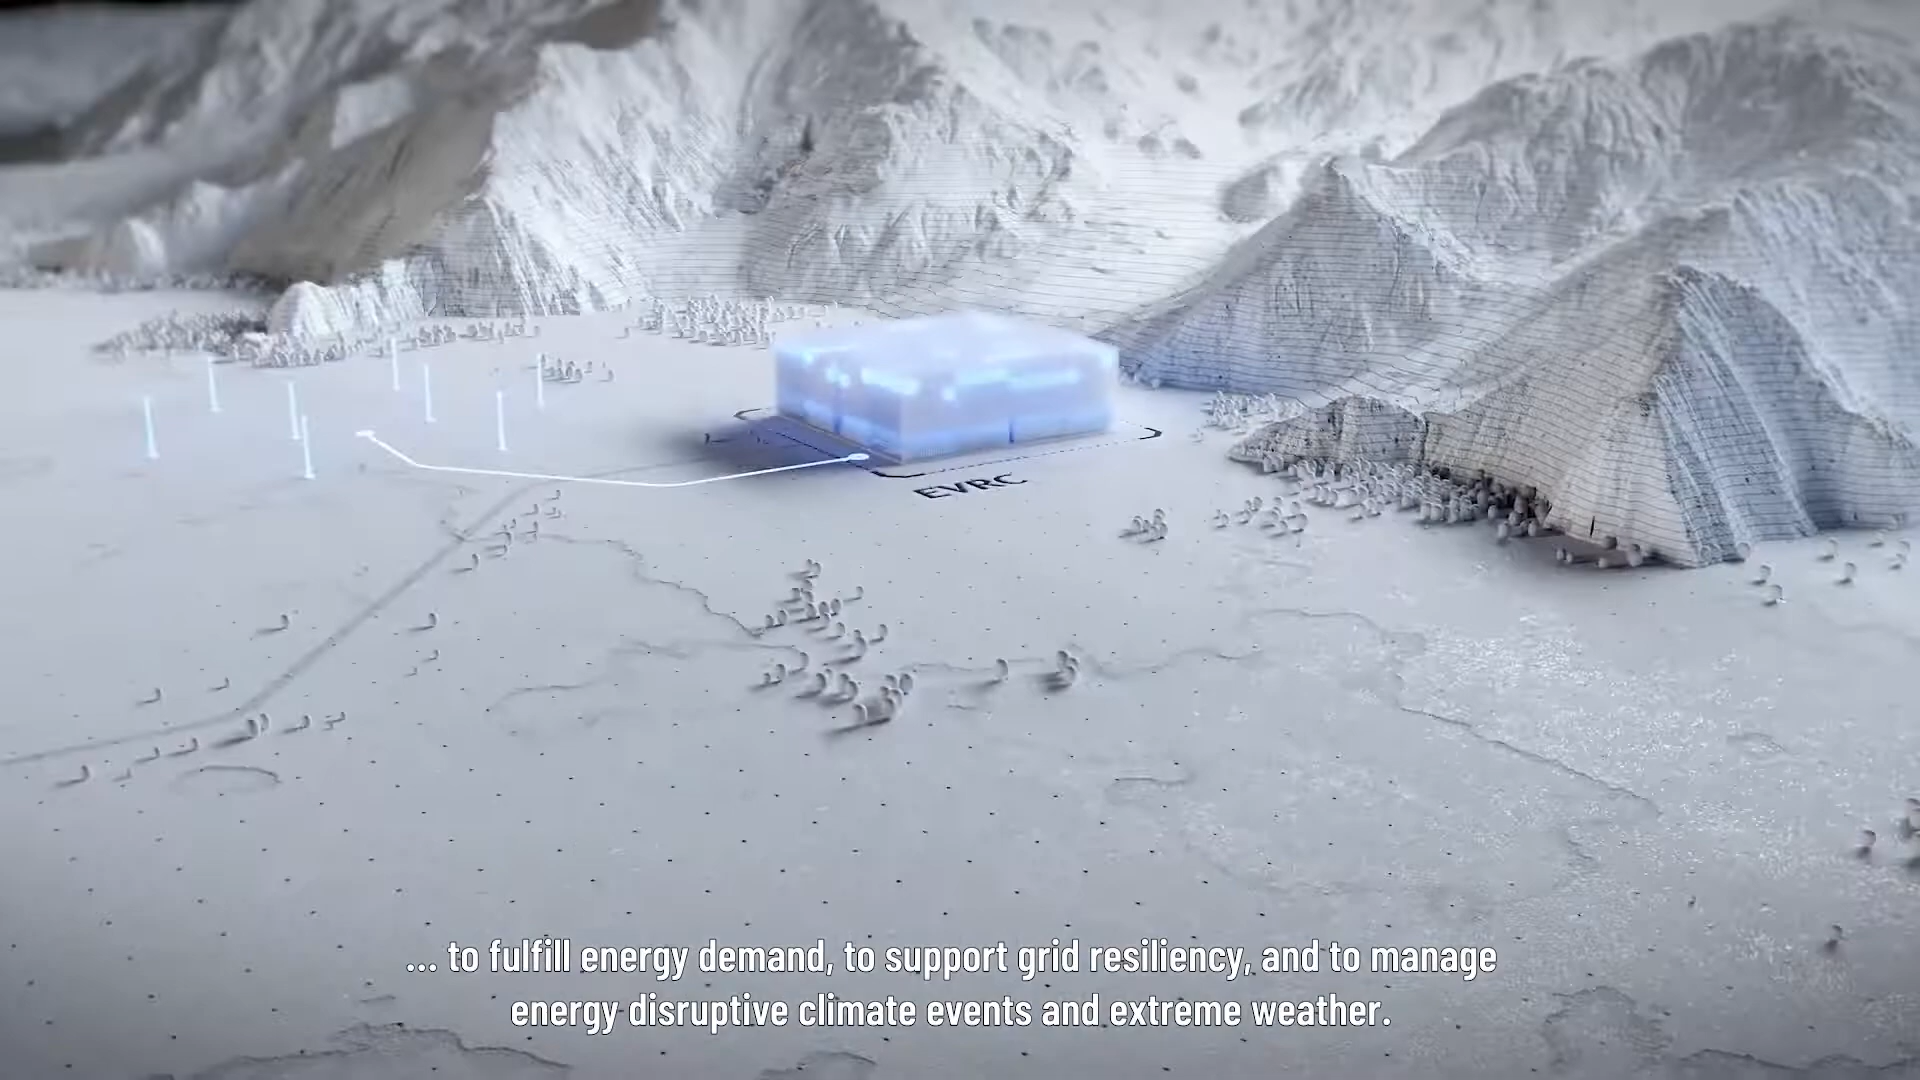 EVRC
... to fulfill energy demand, to support grid resiliency, and to manage
energy disruptive climate events and extreme weather.